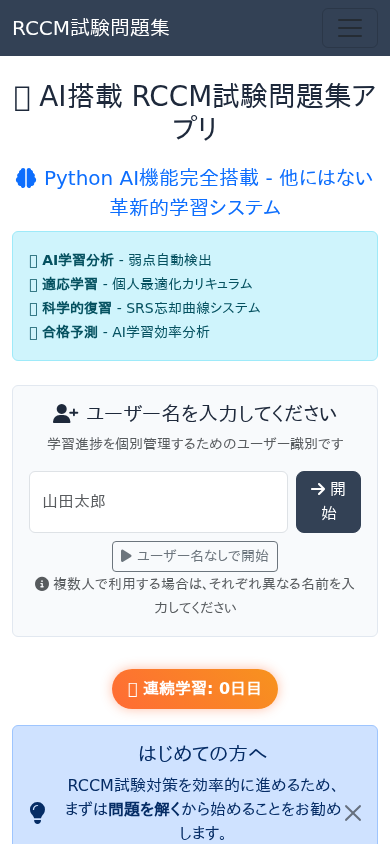 RCCM試験問題集
AI搭載 RCCM試験問題集ア
プリ
Python AI機能完全搭載 - 他にはない
革新的学習システム
AI学習分析 - 弱点自動検出
適応学習 - 個人最適化カリキュラム
科学的復習 - SRS忘却曲線システム
合格予測 - AI学習効率分析
ユーザー名を入力してください
学習進捗を個別管理するためのユーザー識別です
山田太郎
開
始
ユーザー名なしで開始
複数人で利用する場合は、それぞれ異なる名前を入
力してください
連続学習: 0日目
はじめての方へ
RCCM試験対策を効率的に進めるため、
まずは問題を解くから始めることをお勧め
します。